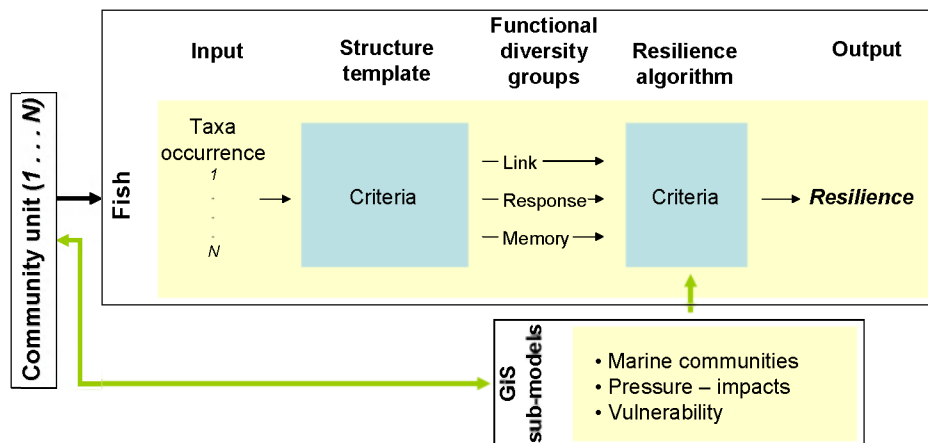 Functional
Input
Structure
diversity
Resilience
Output
template
groups
algorithm
Community unit (1 . . . N)
Fish
Taxa
occurrence
1
.
.
.
N
Criteria
Link
Response
Memory
Criteria
Resilience
GIS
sub-models
• Marine communities
• Pressure – impacts
• Vulnerability